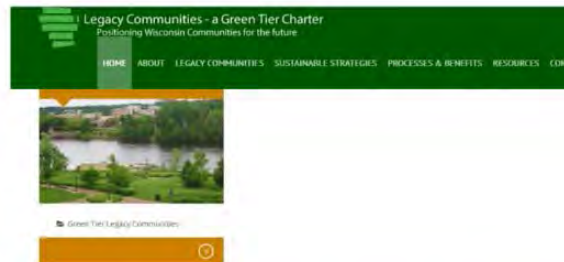 Legacy Communities - a Green Tier Charter
Positioning Wisconsin Communities for the future
HOME ABOUT LEGACY COMMUNITIES SUSTAINABLE STRATEGIES PROCESSES & BENEFITS RESOURCES CON
Green Tier Legacy Communities